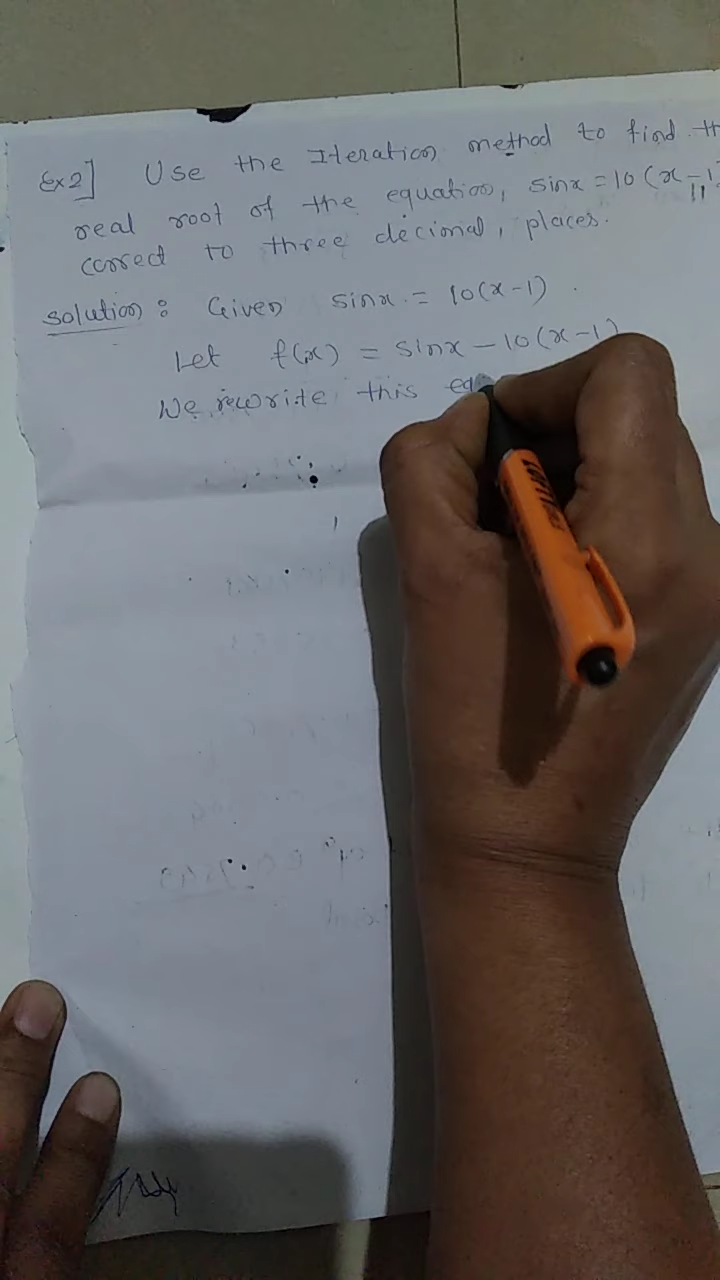 Ex2] Use the Iteration method to find
real root of the equation, sinx = 10(x-1)
correct to three decimal, places.
Solution : Given sinx = 10(x-1) .
Let f(x) = sinx - 10(x-1)
We rewrite this eq